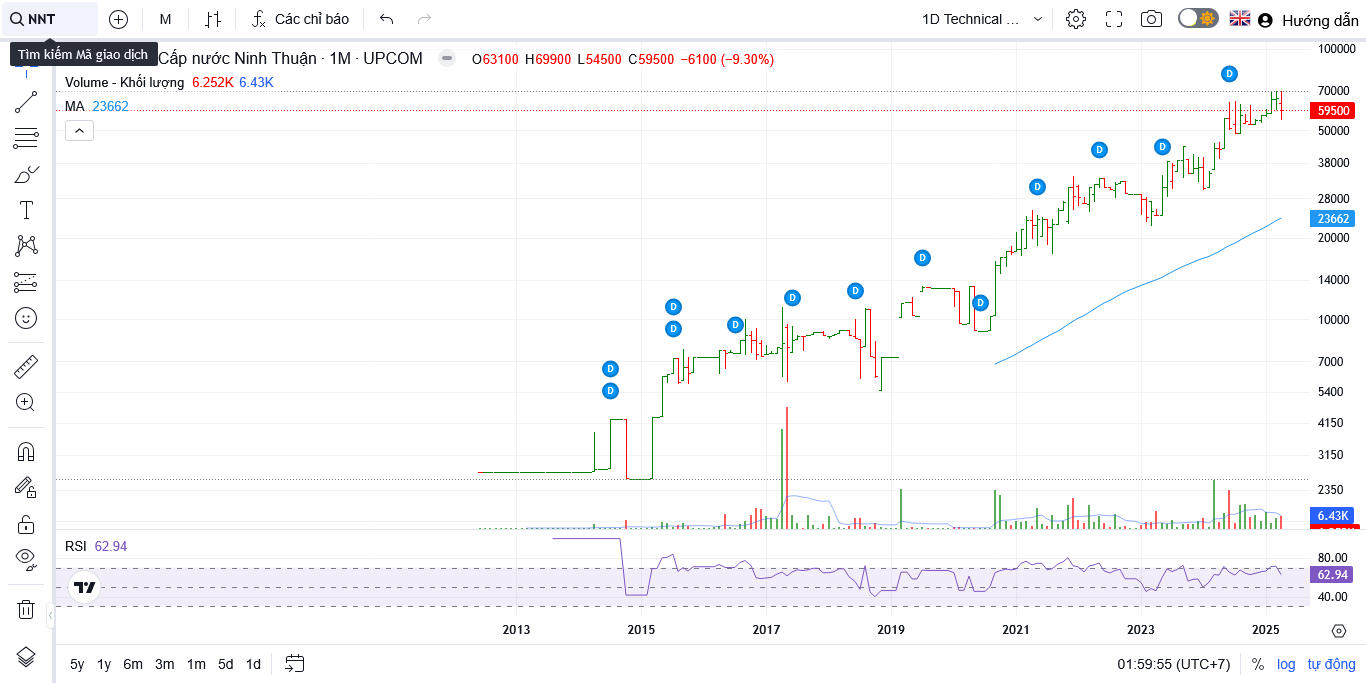 NNT
M
Các chỉ báo
1D Technical ...
Hướng dẫn
Tìm kiếm Mã giao dịch
Cấp nước Ninh Thuận · 1M · UPCOM
O63100 H69900 L54500 C59500 −6100 (−9.30%)
Volume - Khối lượng 6.252K 6.43K
MA 23662
100000
70000
59500
50000
38000
28000
23662
20000
14000
10000
7000
5400
4150
3150
2350
6.43K
D
D
D
D
D
D
D
D
D
D
D
D
D
D
RSI 62.94
80.00
62.94
40.00
2013 2015 2017 2019 2021 2023 2025
5y 1y 6m 3m 1m 5d 1d
01:59:55 (UTC+7)
% log tự động